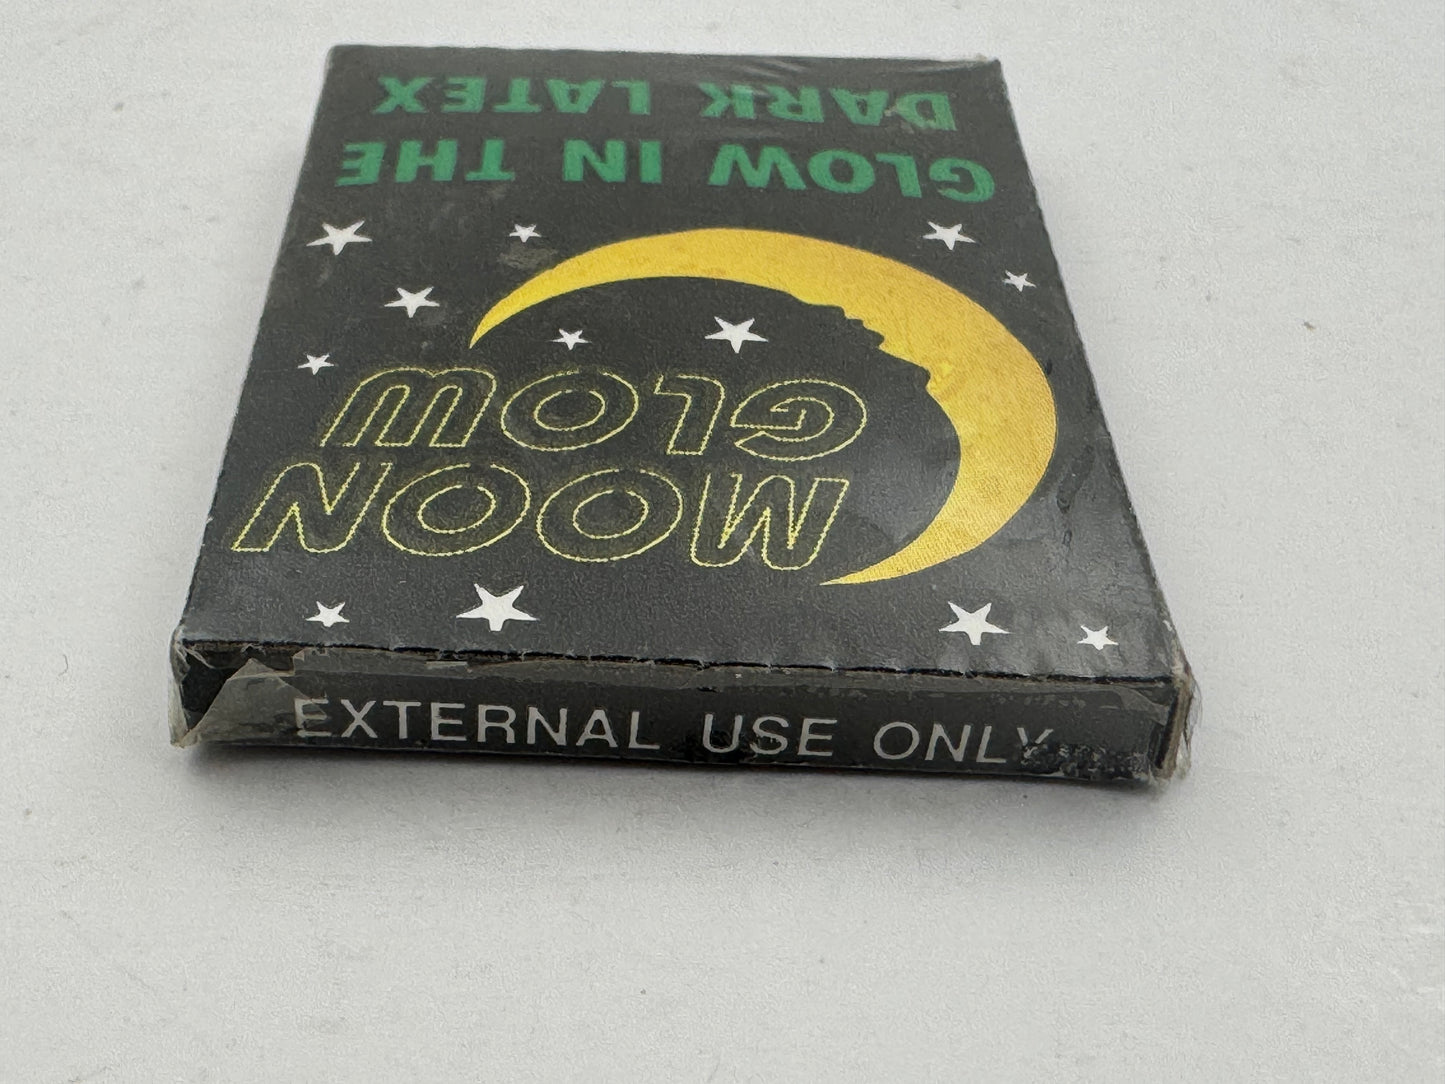 MOON
GLOW
GLOW IN THE
DARK LATEX
EXTERNAL USE ONLY